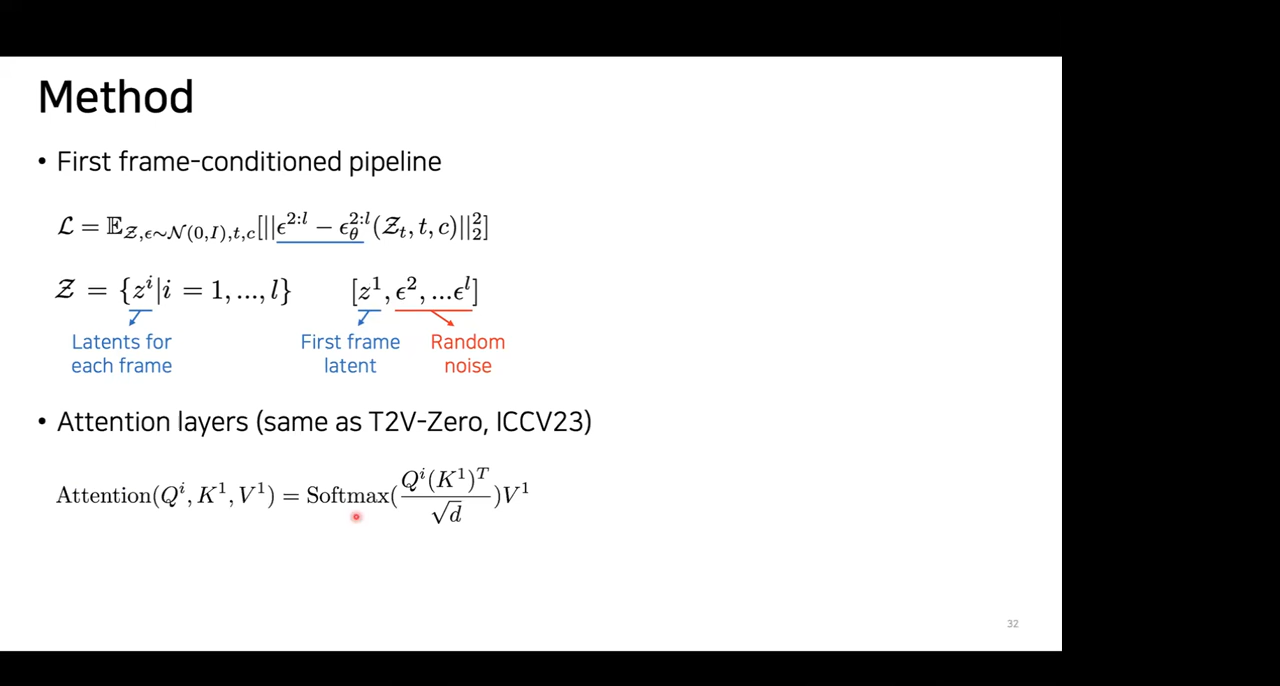 Method
• First frame-conditioned pipeline
ℒ = 𝔼_{𝒵,ϵ∼𝒩(0,I),t,c}[||ϵ^{2:l} − ϵ_θ^{2:l}(𝒵_t, t, c)||_2^2]
𝒵 = {z^i|i = 1, ..., l} [z^1, ϵ^2, ...ϵ^l]
Latents for each frame
First frame latent
Random noise
• Attention layers (same as T2V-Zero, ICCV23)
Attention(Q^i, K^1, V^1) = Softmax(\frac{Q^i(K^1)^T}{\sqrt{d}})V^1
32